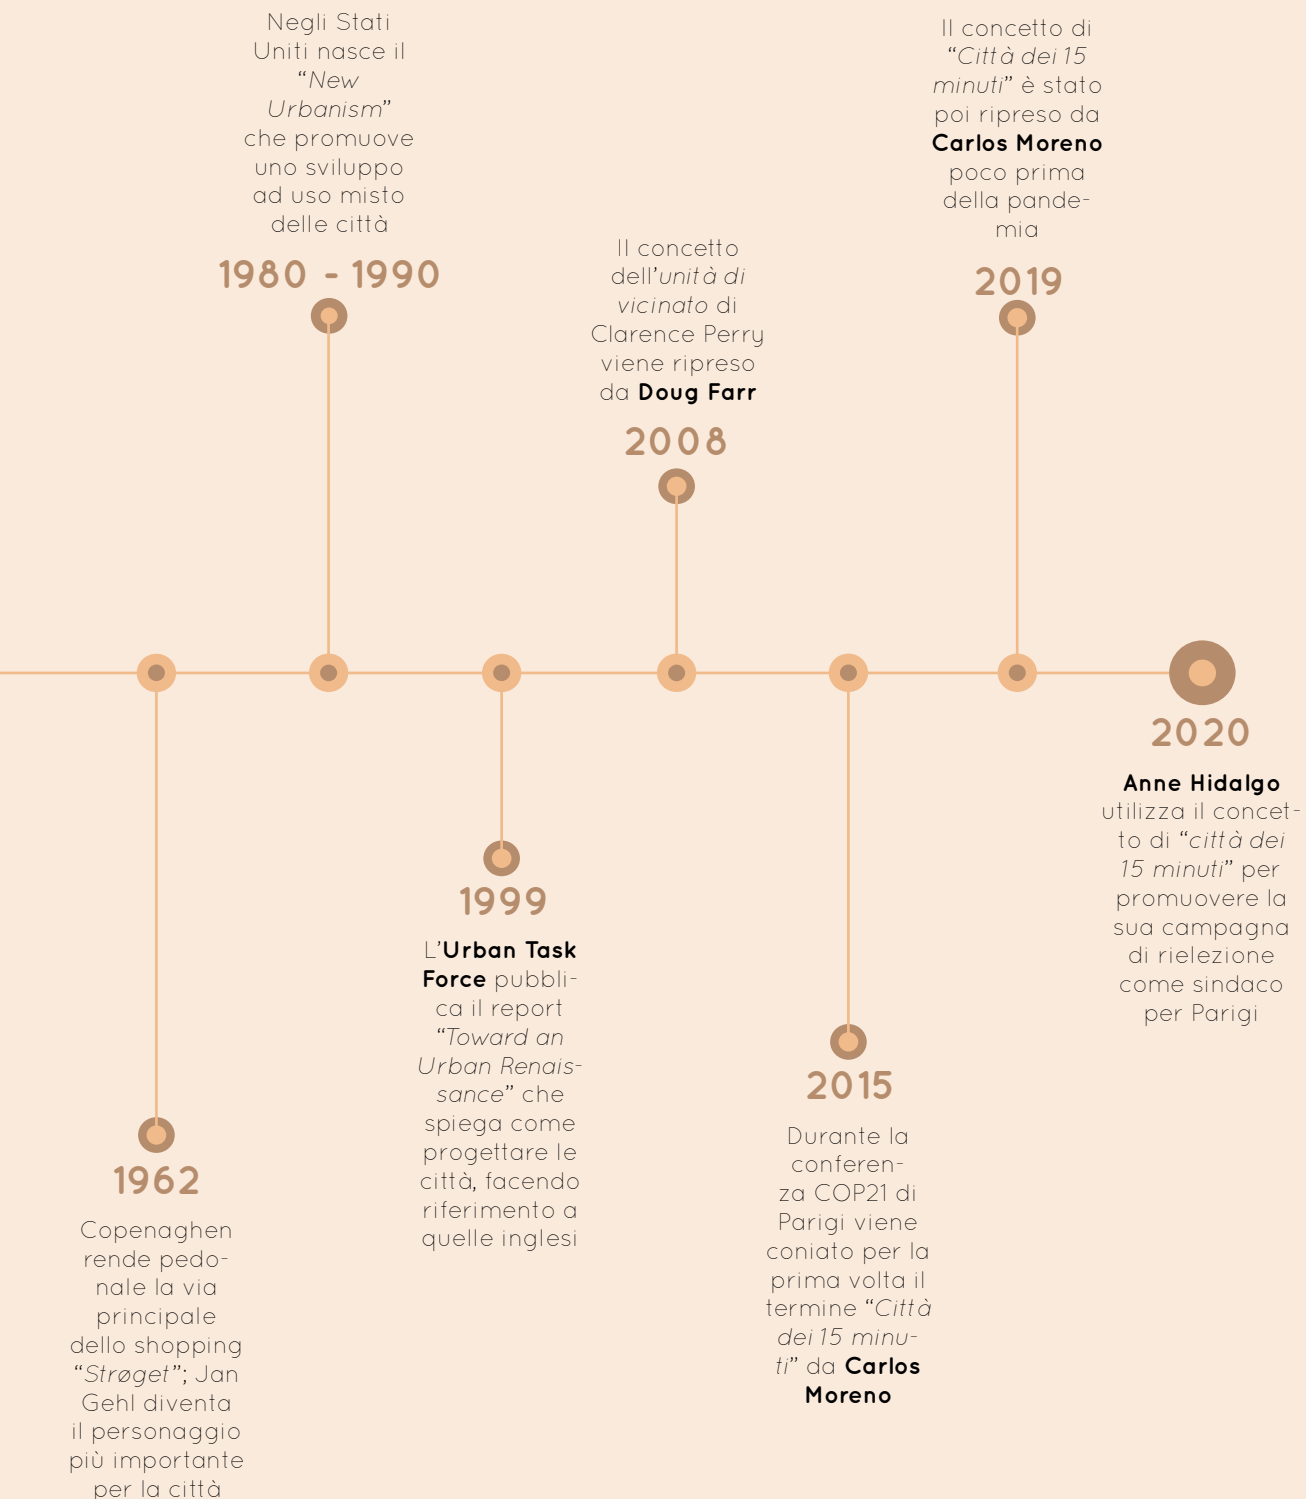 Negli Stati
Uniti nasce il
“New
Urbanism”
che promuove
uno sviluppo
ad uso misto
delle città
1980 - 1990
Il concetto
dell’unità di
vicinato di
Clarence Perry
viene ripreso
da Doug Farr
2008
Il concetto di
“Città dei 15
minuti” è stato
poi ripreso da
Carlos Moreno
poco prima
della pande-
mia
2019
1962
Copenaghen
rende pedo-
nale la via
principale
dello shopping
“Strøget”; Jan
Gehl diventa
il personaggio
più importante
per la città
1999
L’Urban Task
Force pubbli-
ca il report
“Toward an
Urban Renais-
sance” che
spiega come
progettare le
città, facendo
riferimento a
quelle inglesi
2015
Durante la
conferen-
za COP21 di
Parigi viene
coniato per la
prima volta il
termine “Città
dei 15 minu-
ti” da Carlos
Moreno
2020
Anne Hidalgo
utilizza il concet-
to di “città dei
15 minuti” per
promuovere la
sua campagna
di rielezione
come sindaco
per Parigi